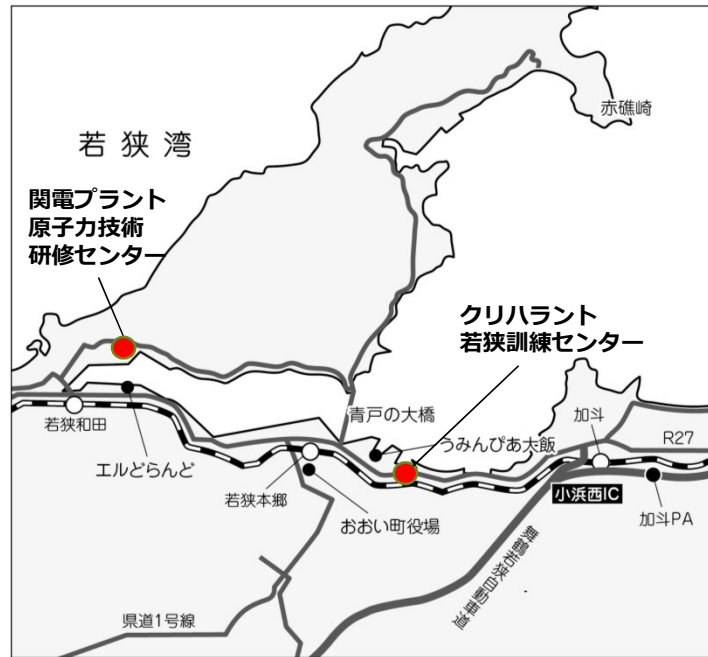 赤礁崎
若狭湾
関電プラント
原子力技術
研修センター
クリハラント
若狭訓練センター
青戸の大橋
加斗
若狭和田
うみんぴあ大飯
R27
エルどらんど
若狭本郷
小浜西IC
おおい町役場
加斗PA
舞鶴若狭自動車道
県道1号線